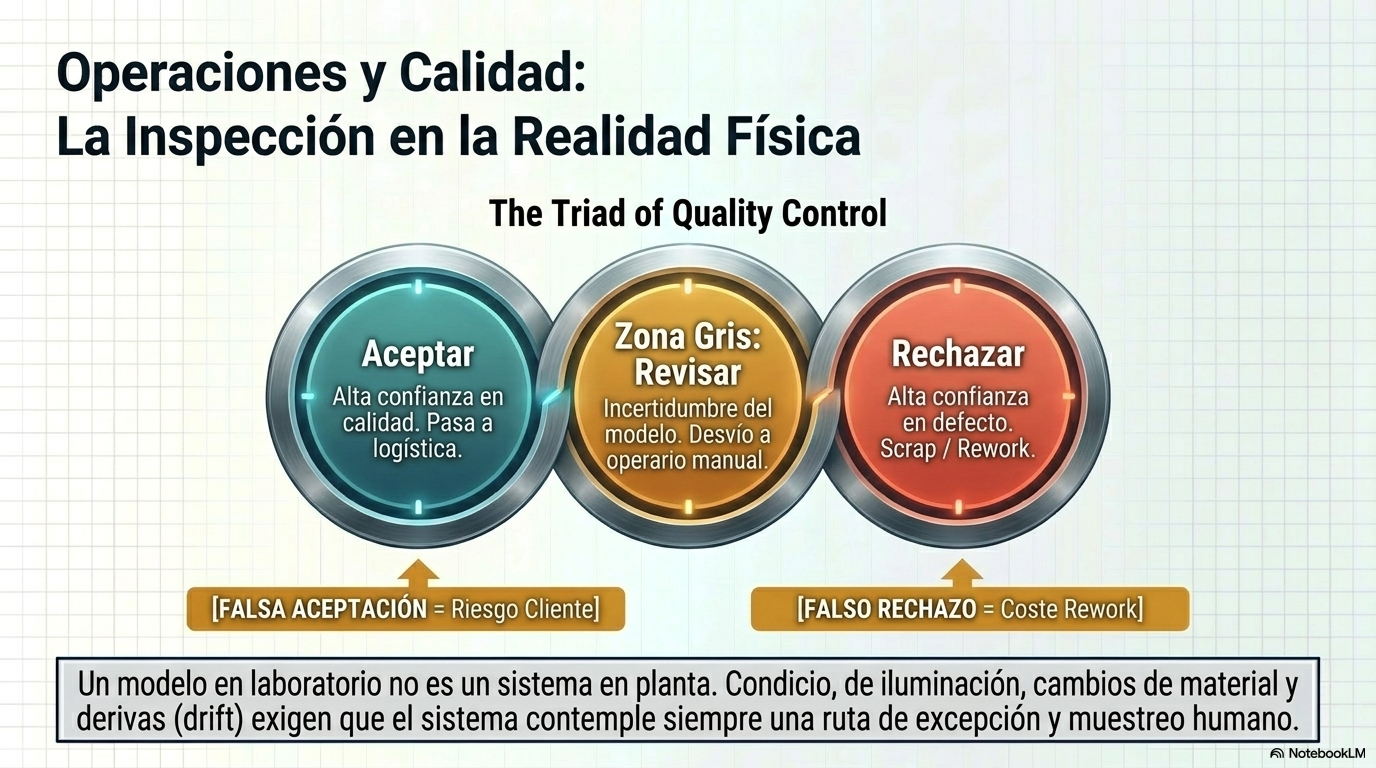 Operaciones y Calidad:
La Inspección en la Realidad Física
The Triad of Quality Control
Aceptar
Alta confianza en
calidad. Pasa a
logística.
Zona Gris:
Revisar
Incertidumbre del
modelo. Desvío a
operario manual.
Rechazar
Alta confianza
en defecto.
Scrap / Rework.
[FALSA ACEPTACIÓN = Riesgo Cliente]
[FALSO RECHAZO = Coste Rework]
Un modelo en laboratorio no es un sistema en planta. Condicio, de iluminación, cambios de material y
derivas (drift) exigen que el sistema contemple siempre una ruta de excepción y muestreo humano.
NotebookLM